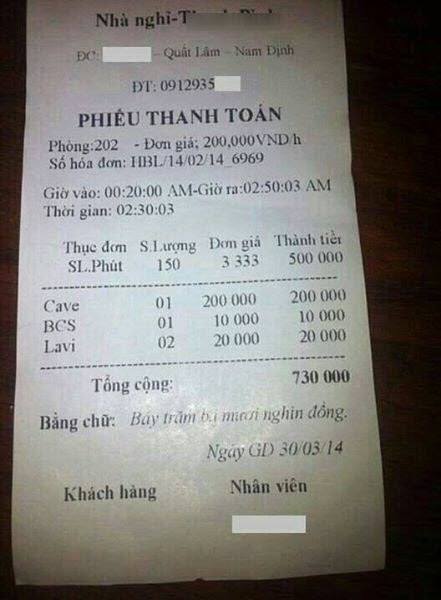 Nhà nghỉ-
ĐC: – Quất Lâm – Nam Định
ĐT: 0912935
PHIẾU THANH TOÁN
Phòng:202 - Đơn giá; 200,000VND/h
Số hóa đơn: HBL/14/02/14_6969
Giờ vào: 00:20:00 AM-Giờ ra:02:50:03 AM
Thời gian: 02:30:03
Thục đơn S.Lượng Đơn giá Thành tiền
SL.Phút 150 3 333 500 000
Cave 01 200 000 200 000
BCS 01 10 000 10 000
Lavi 02 20 000 20 000
Tổng cộng: 730 000
Bằng chữ: Bảy trăm ba mươi nghìn đồng.
Ngày GD 30/03/14
Khách hàng Nhân viên